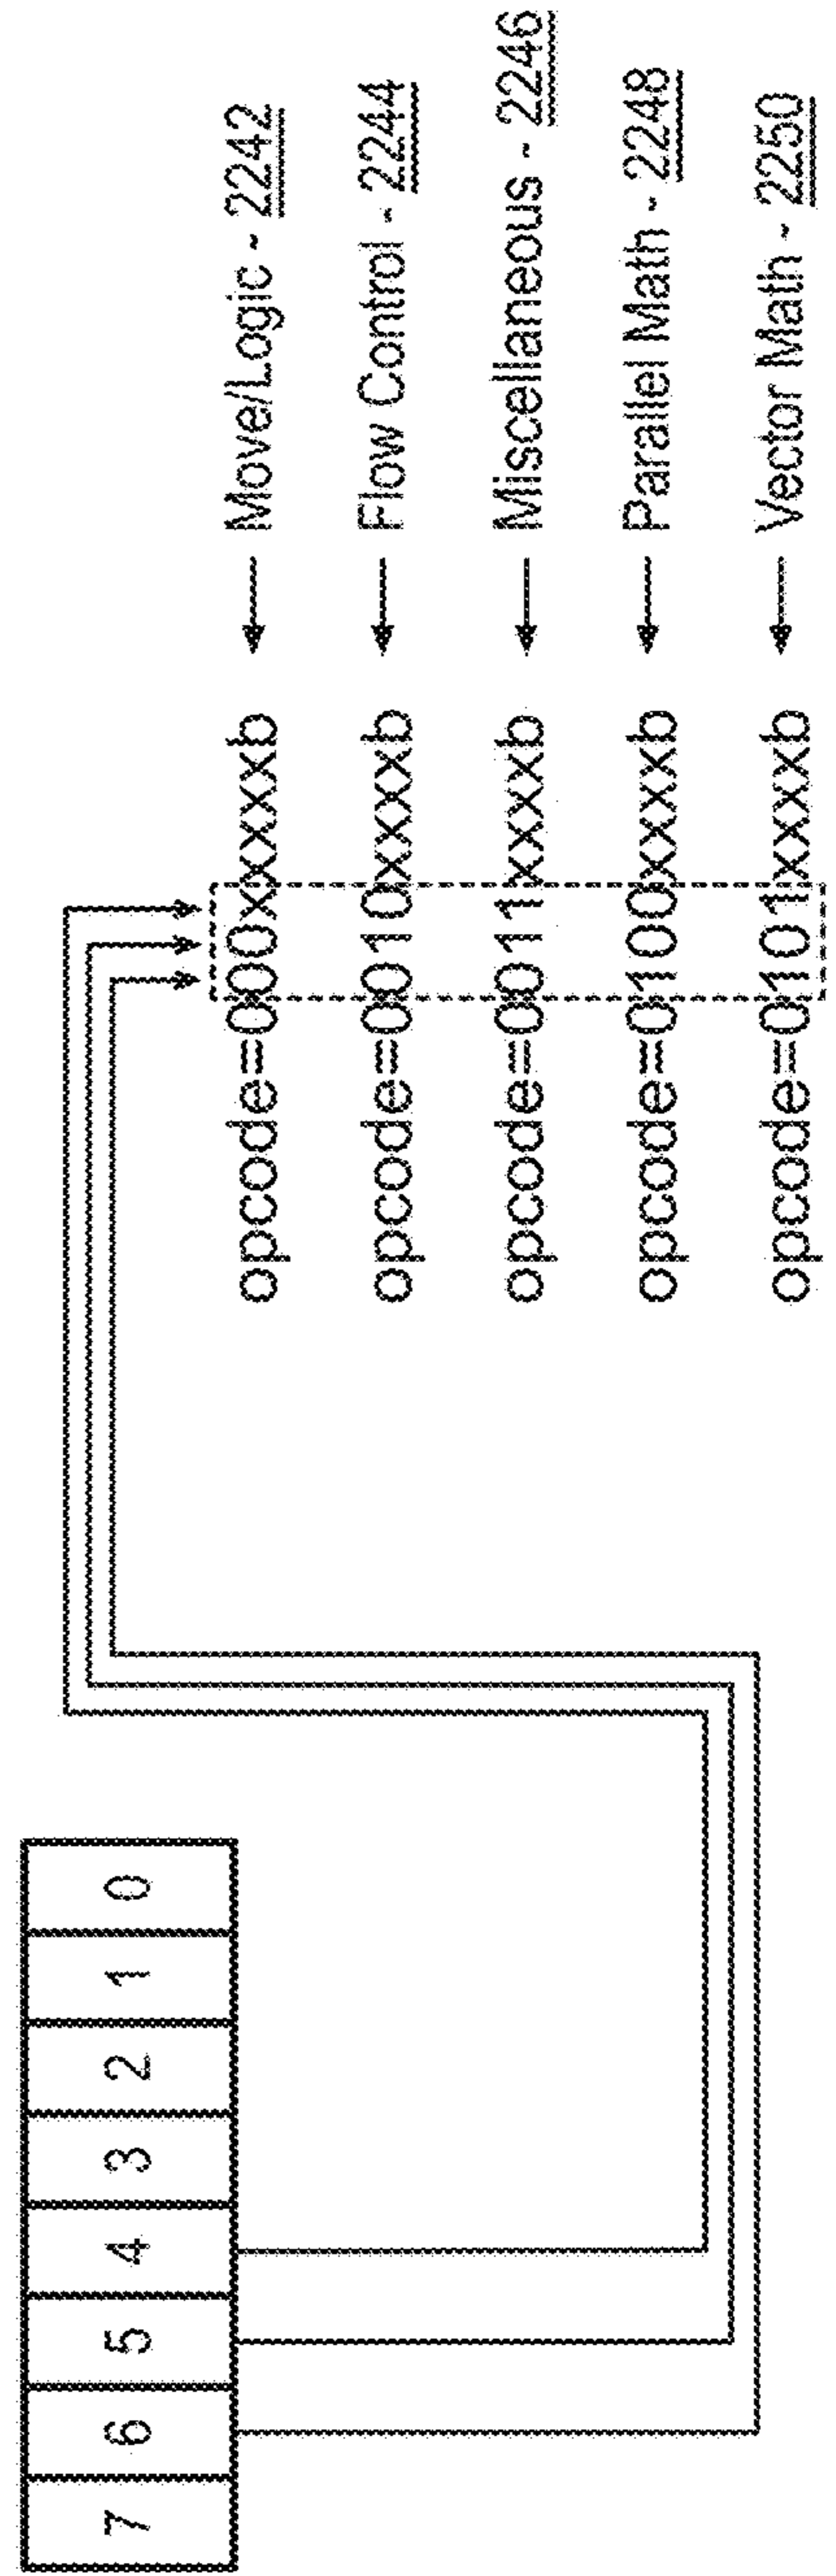 7 6 5 4 3 2 1 0
opcode=000xxxxxb ← Move/Logic - 2242
opcode=0010xxxxb ← Flow Control - 2244
opcode=0011xxxxb ← Miscellaneous - 2246
opcode=0100xxxxb ← Parallel Math - 2248
opcode=0101xxxxb ← Vector Math - 2250